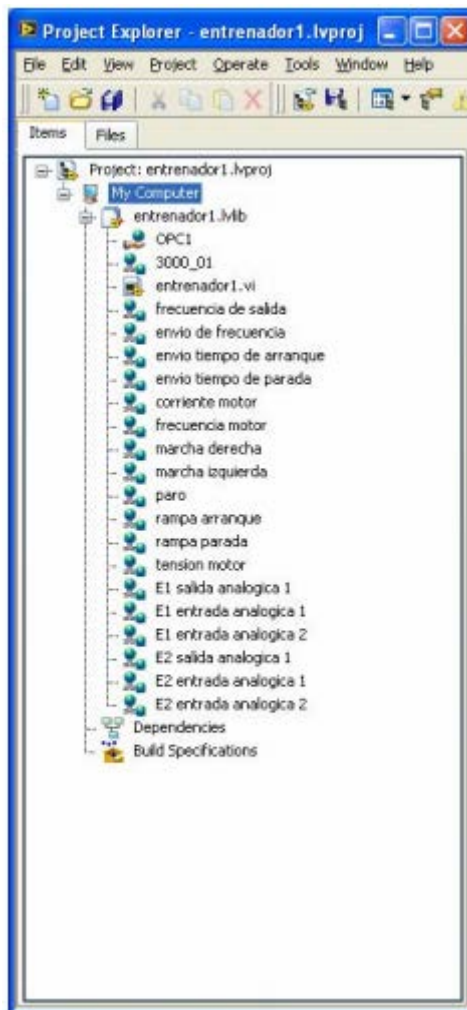 Project Explorer - entrenador1.lvproj
File Edit View Project Operate Tools Window Help
Items Files
Project: entrenador1.lvproj
My Computer
entrenador1.lvlib
OPC1
3000_01
entrenador1.vi
frecuencia de salida
envio de frecuencia
envio tiempo de arranque
envio tiempo de parada
corriente motor
frecuencia motor
marcha derecha
marcha izquierda
paro
rampa arranque
rampa parada
tension motor
E1 salida analogica 1
E1 entrada analogica 1
E1 entrada analogica 2
E2 salida analogica 1
E2 entrada analogica 1
E2 entrada analogica 2
Dependencies
Build Specifications